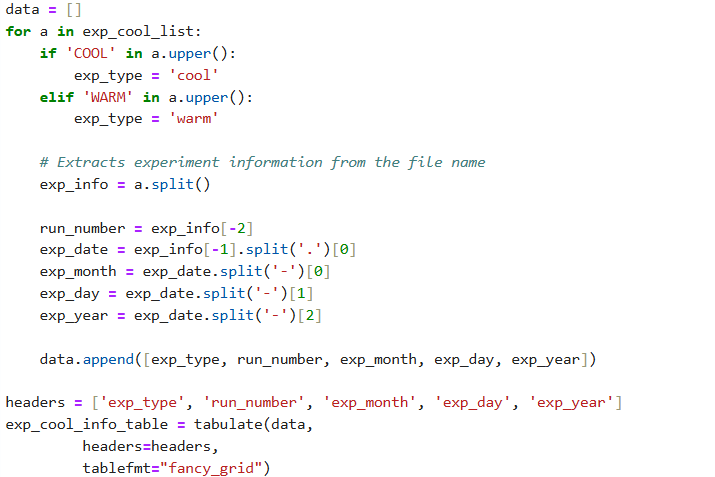 data = []
for a in exp_cool_list:
    if 'COOL' in a.upper():
        exp_type = 'cool'
    elif 'WARM' in a.upper():
        exp_type = 'warm'

    # Extracts experiment information from the file name
    exp_info = a.split()

    run_number = exp_info[-2]
    exp_date = exp_info[-1].split('.')[0]
    exp_month = exp_date.split('-')[0]
    exp_day = exp_date.split('-')[1]
    exp_year = exp_date.split('-')[2]

    data.append([exp_type, run_number, exp_month, exp_day, exp_year])

headers = ['exp_type', 'run_number', 'exp_month', 'exp_day', 'exp_year']
exp_cool_info_table = tabulate(data,
         headers=headers,
         tablefmt="fancy_grid")